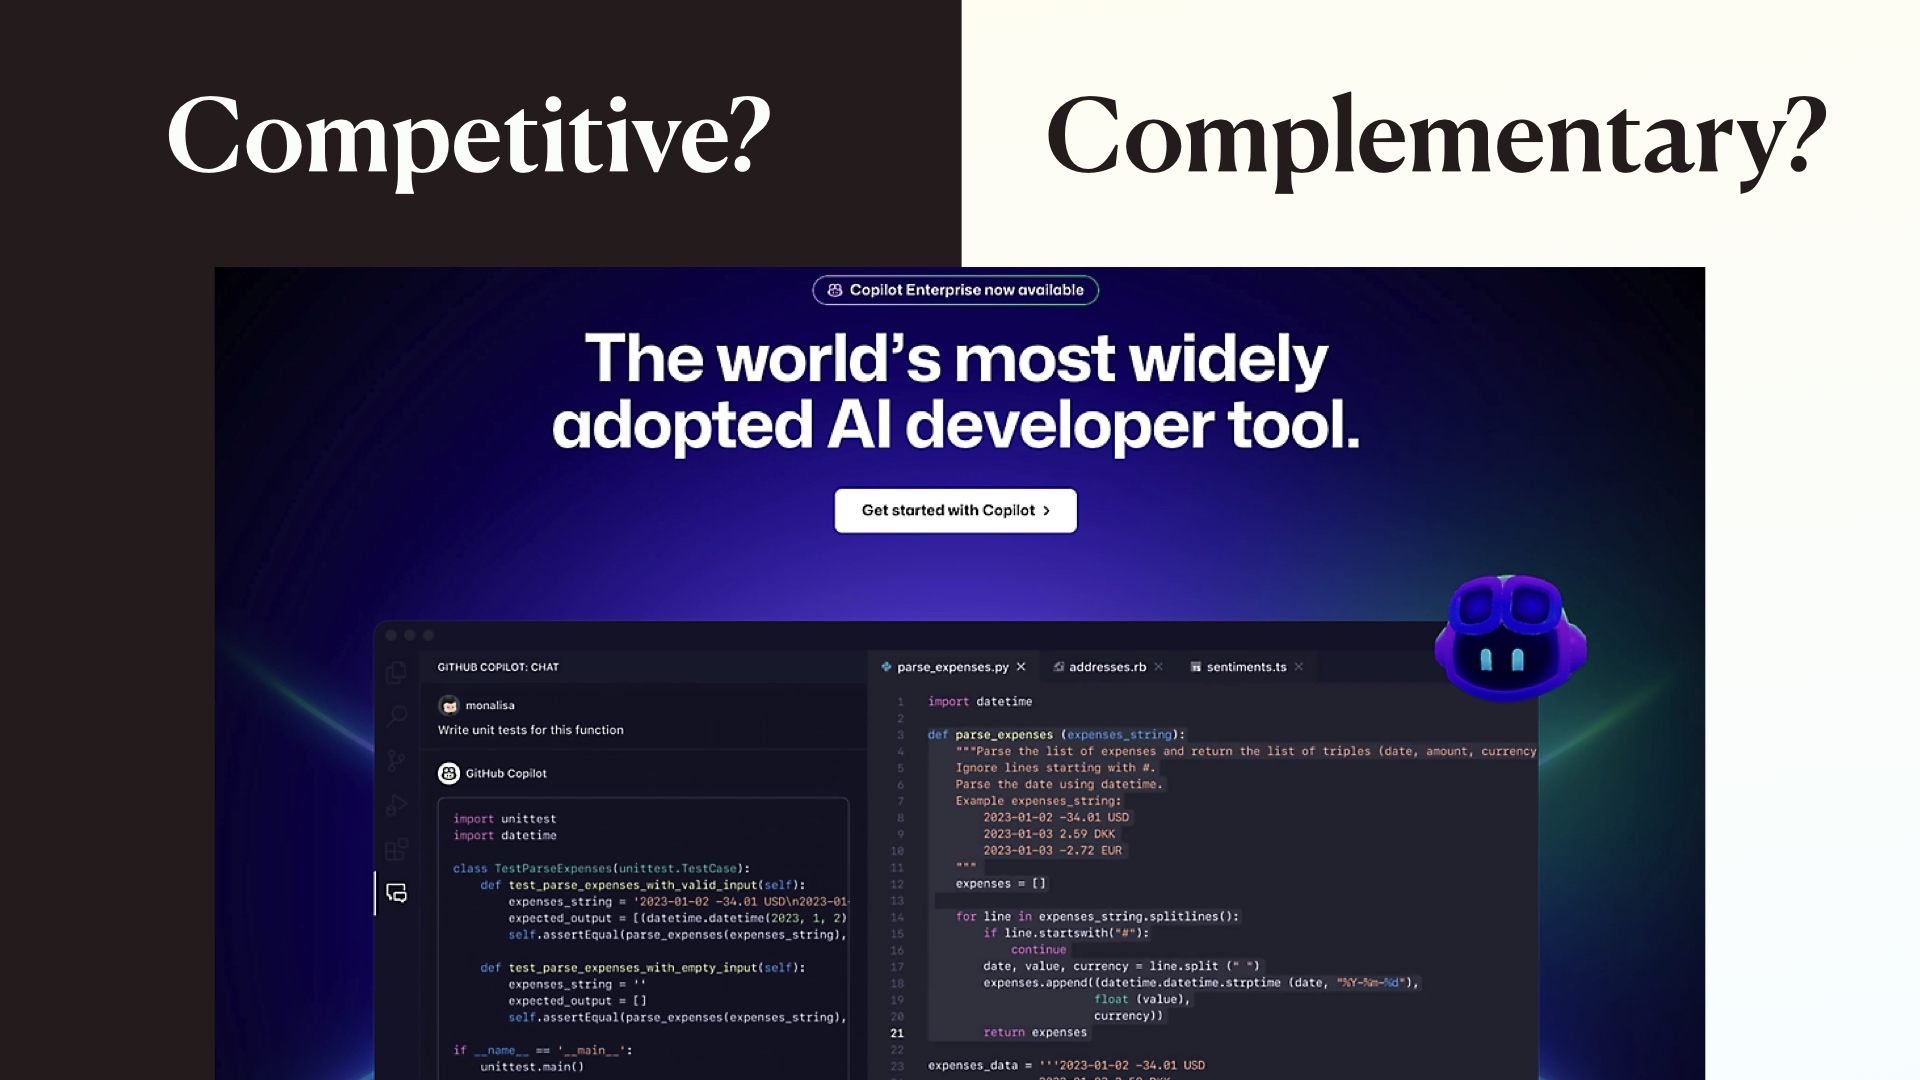 Competitive?
Complementary?
Copilot Enterprise now available
The world's most widely
adopted AI developer tool.
Get started with Copilot >
GITHUB COPILOT: CHAT
monalisa
Write unit tests for this function
GitHub Copilot
import unittest
import datetime
class TestParseExpenses(unittest.TestCase):
def test_parse_expenses_with_valid_input(self):
expenses_string = '2023-01-02 -34.01 USD\n2023-01-
expected_output = [(datetime.datetime(2023, 1, 2)
self.assertEqual(parse_expenses(expenses_string),
def test_parse_expenses_with_empty_input(self):
expenses_string = ''
expected_output = []
self.assertEqual(parse_expenses(expenses_string),
if __name__ == '__main__':
unittest.main()
parse_expenses.py × addresses.rb × TS sentiments.ts ×
1 import datetime
2
3 def parse_expenses (expenses_string):
4 """Parse the list of expenses and return the list of triples (date, amount, currency
5 Ignore lines starting with #.
6 Parse the date using datetime.
7 Example expenses_string:
8 2023-01-02 -34.01 USD
9 2023-01-03 2.59 DKK
10 2023-01-03 -2.72 EUR
11 """
12 expenses = []
13
14 for line in expenses_string.splitlines():
15 if line.startswith("#"):
16 continue
17 date, value, currency = line.split (" ")
18 expenses.append((datetime.datetime.strptime (date, "%Y-%m-%d"),
19 float (value),
20 currency))
21 return expenses
22
23 expenses_data = '''2023-01-02 -34.01 USD